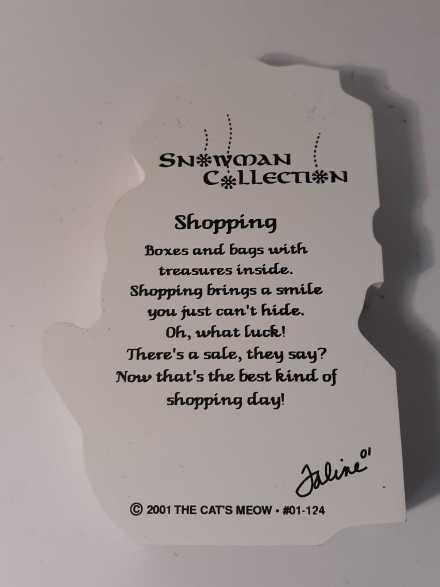 SNOWMAN
COLLECTION
Shopping
Boxes and bags with
treasures inside.
Shopping brings a smile
you just can't hide.
Oh, what luck!
There's a sale, they say?
Now that's the best kind of
shopping day!
Faline 01
© 2001 THE CAT'S MEOW • #01-124